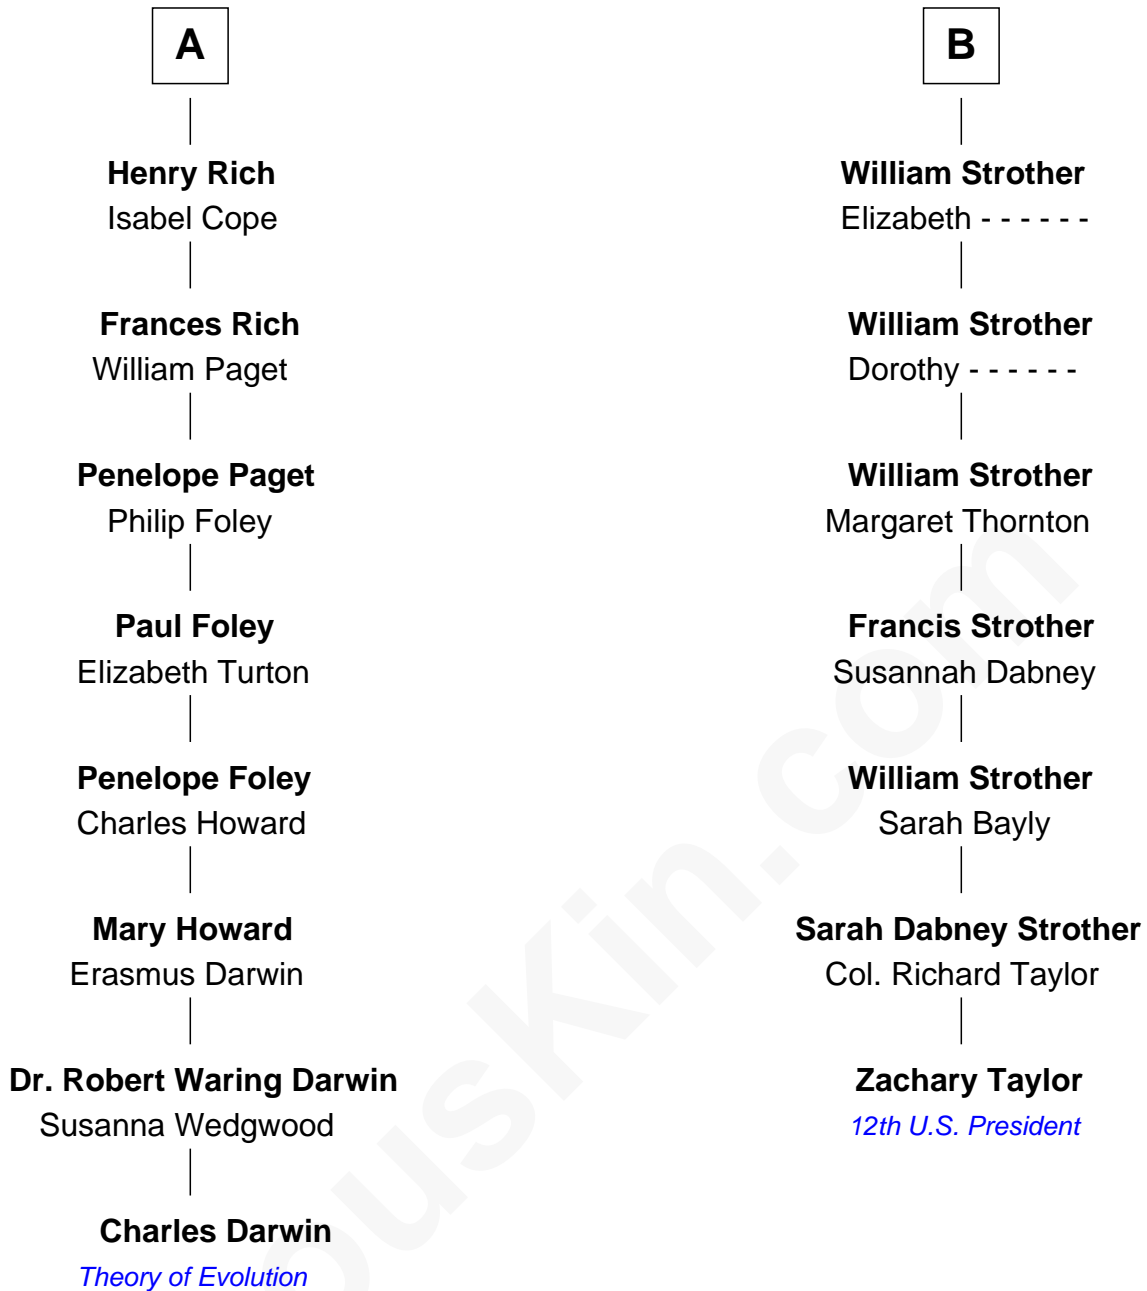 A
Henry Rich
Isabel Cope
Frances Rich
William Paget
Penelope Paget
Philip Foley
Paul Foley
Elizabeth Turton
Penelope Foley
Charles Howard
Mary Howard
Erasmus Darwin
Dr. Robert Waring Darwin
Susanna Wedgwood
Charles Darwin
Theory of Evolution
B
William Strother
Elizabeth - - - - - -
William Strother
Dorothy - - - - - -
William Strother
Margaret Thornton
Francis Strother
Susannah Dabney
William Strother
Sarah Bayly
Sarah Dabney Strother
Col. Richard Taylor
Zachary Taylor
12th U.S. President
ousKin.com